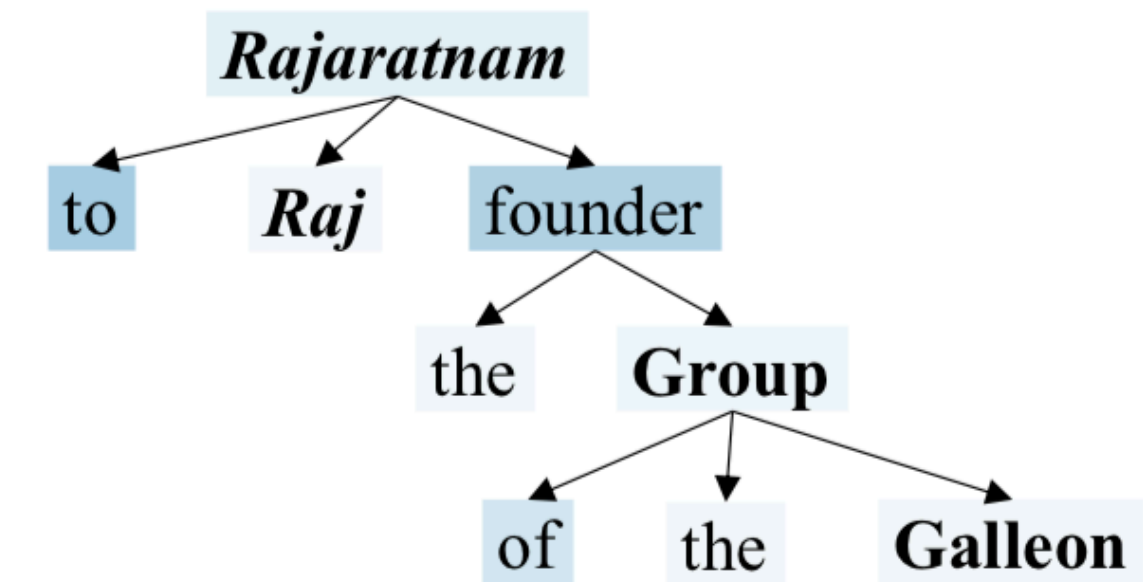 Rajaratnam
to Raj founder
the Group
of the Galleon